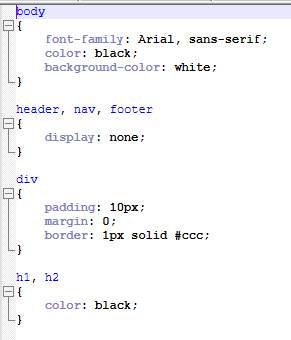 body
{
    font-family: Arial, sans-serif;
    color: black;
    background-color: white;
}

header, nav, footer
{
    display: none;
}

div
{
    padding: 10px;
    margin: 0;
    border: 1px solid #ccc;
}

h1, h2
{
    color: black;
}